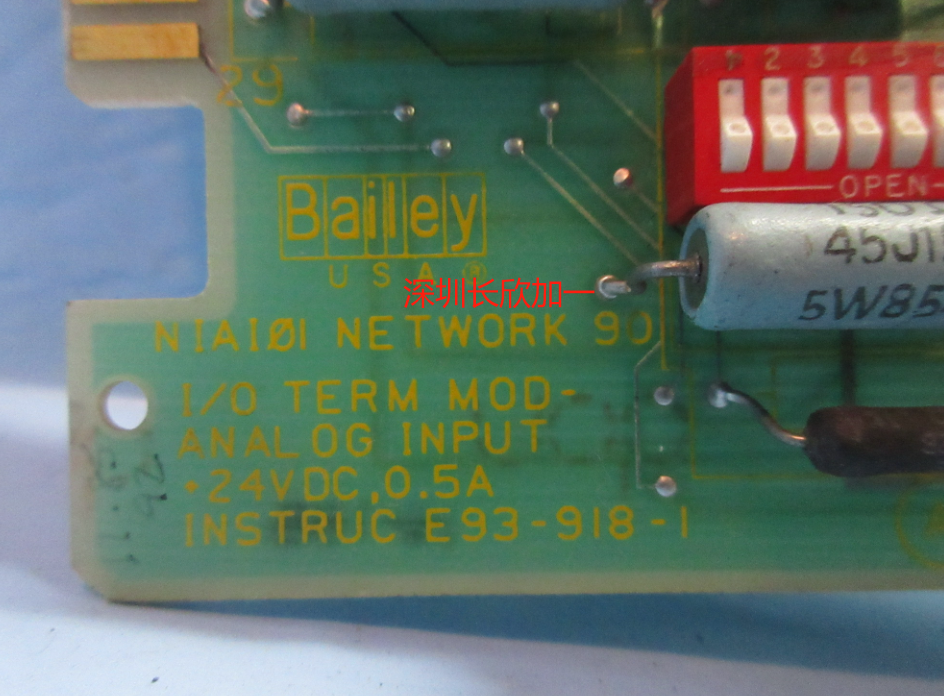 29
1 2 3 4 5
OPEN-
Bailey
USA®
深圳长欣加一
45J1
5W85
NIAIØI NETWORK 90
I/O TERM MOD-
ANALOG INPUT
+24VDC,0.5A
INSTRUC E93-918-1